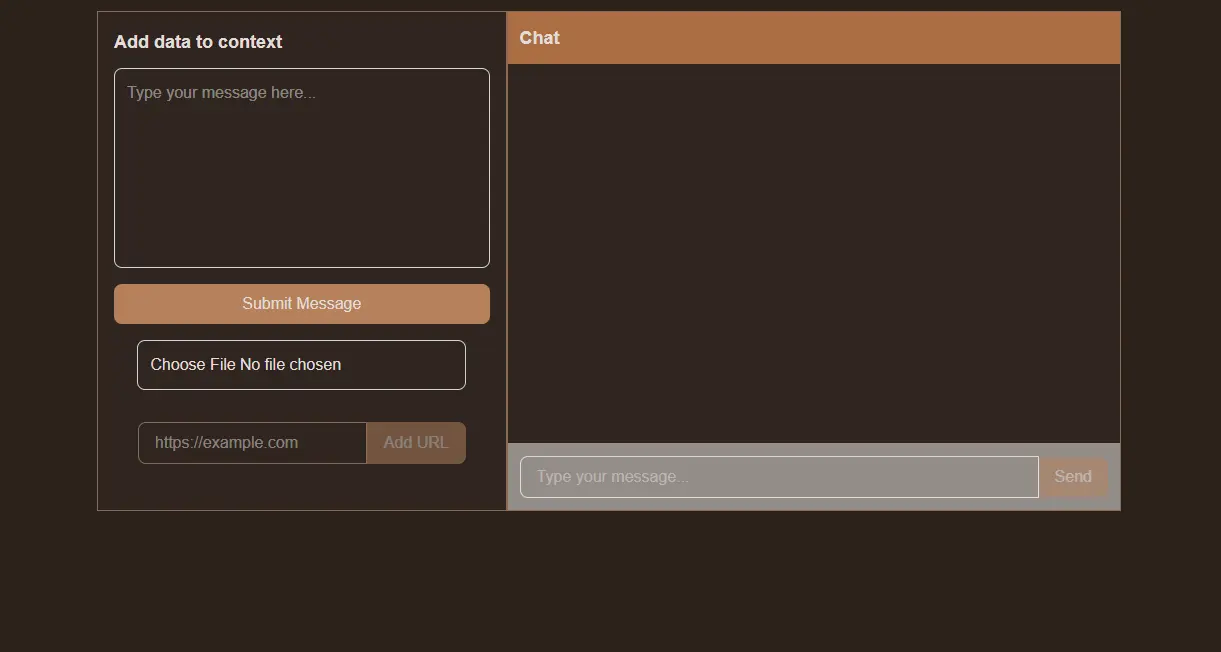 Add data to context
Type your message here...
Submit Message
Choose File No file chosen
https://example.com
Add URL
Chat
Type your message...
Send